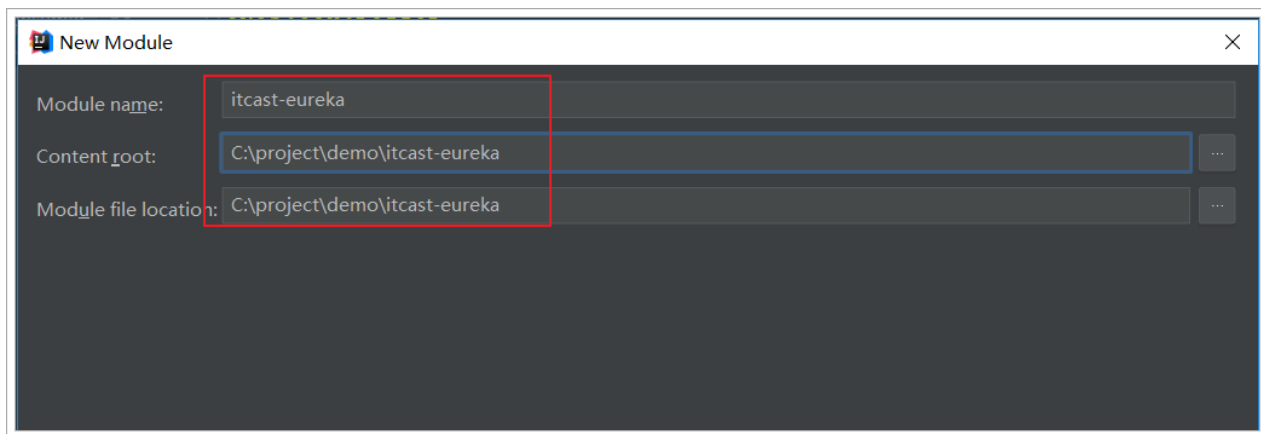 New Module
Module name: itcast-eureka
Content root: C:\project\demo\itcast-eureka
...
Module file location: C:\project\demo\itcast-eureka
...